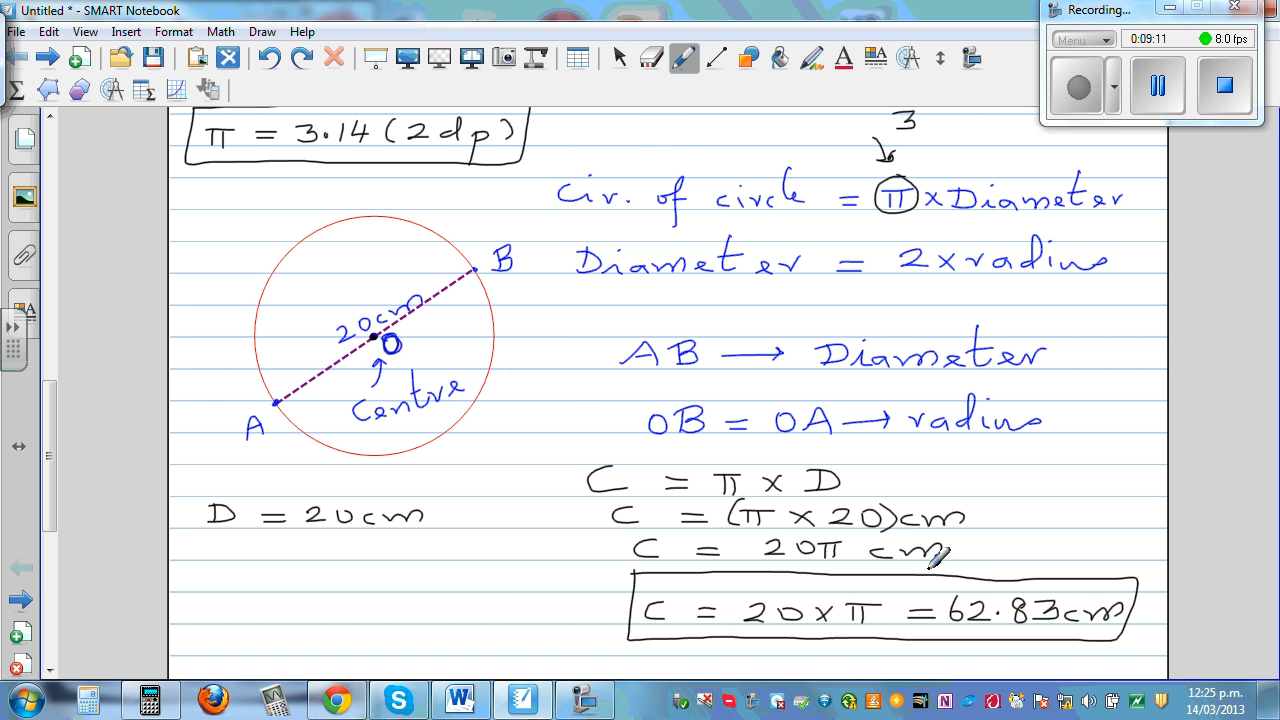 Untitled * - SMART Notebook
Recording...
File Edit View Insert Format Math Draw Help
Menu
0:09:11
8.0 fps
π = 3.14 (2 dp)
3
Cir. of circle = π × Diameter
Diameter = 2 × radius
B
20cm
O
Centre
A
AB → Diameter
OB = OA → radius
C = π × D
D = 20cm
C = (π × 20)cm
C = 20π cm
C = 20 × π = 62.83cm
12:25 p.m.
14/03/2013